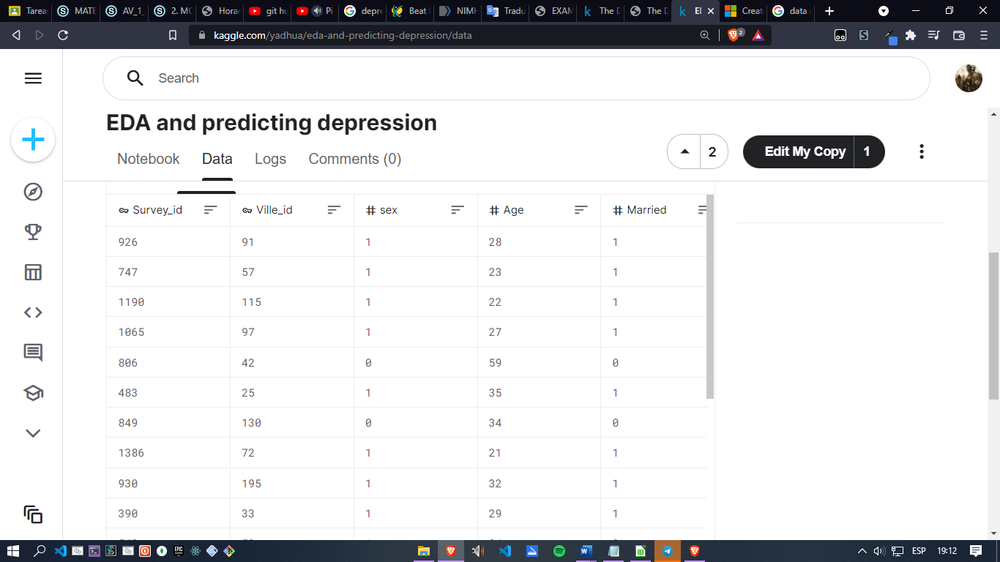 Tareas
MATE
AV_1_
2. MC
Horar
git hu
Pi
depre
Beat
NIMH
Tradu
EXAM
The D
The D
El
Creat
data
kaggle.com/yadhua/eda-and-predicting-depression/data
2
Search
EDA and predicting depression
Notebook Data Logs Comments (0)
2
Edit My Copy 1
Survey_id Ville_id sex Age Married
926 91 1 28 1
747 57 1 23 1
1190 115 1 22 1
1065 97 1 27 1
806 42 0 59 0
483 25 1 35 1
849 130 0 34 0
1386 72 1 21 1
930 195 1 32 1
390 33 1 29 1
EPIC
ESP 19:12